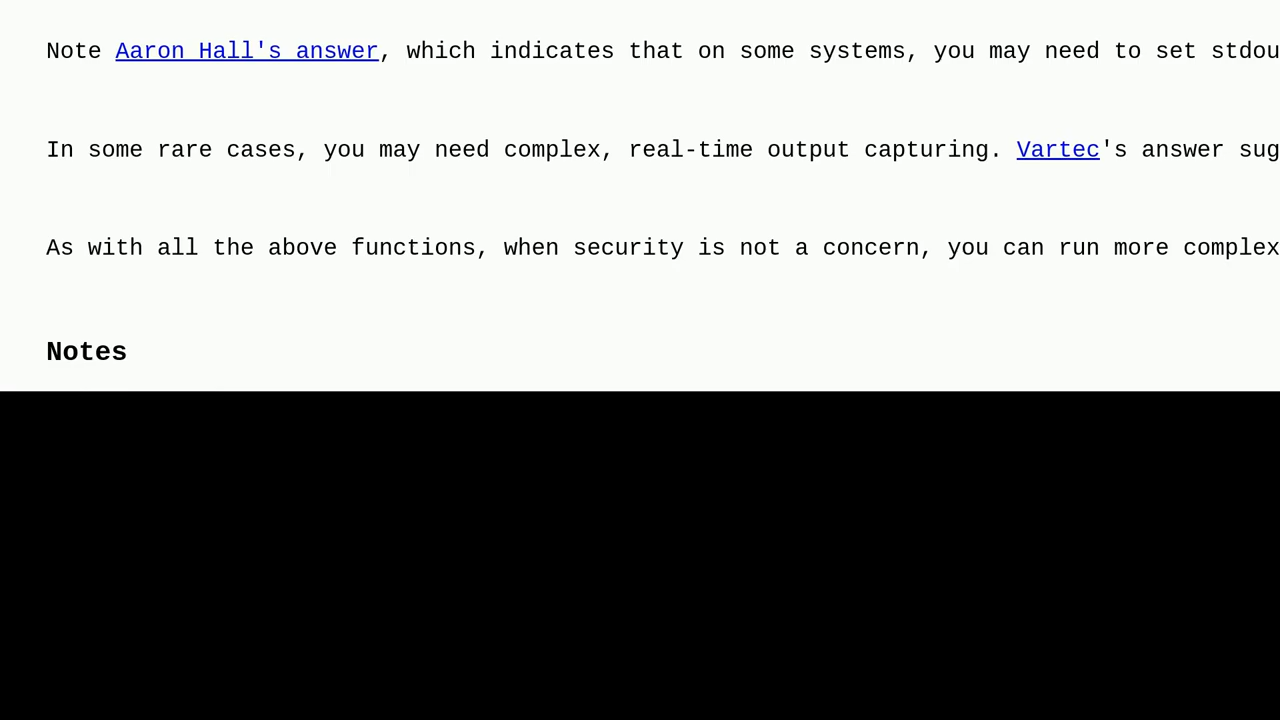 Note Aaron Hall's answer, which indicates that on some systems, you may need to set
In some rare cases, you may need complex, real-time output capturing. Vartec's answer
As with all the above functions, when security is not a concern, you can run more complex
Notes